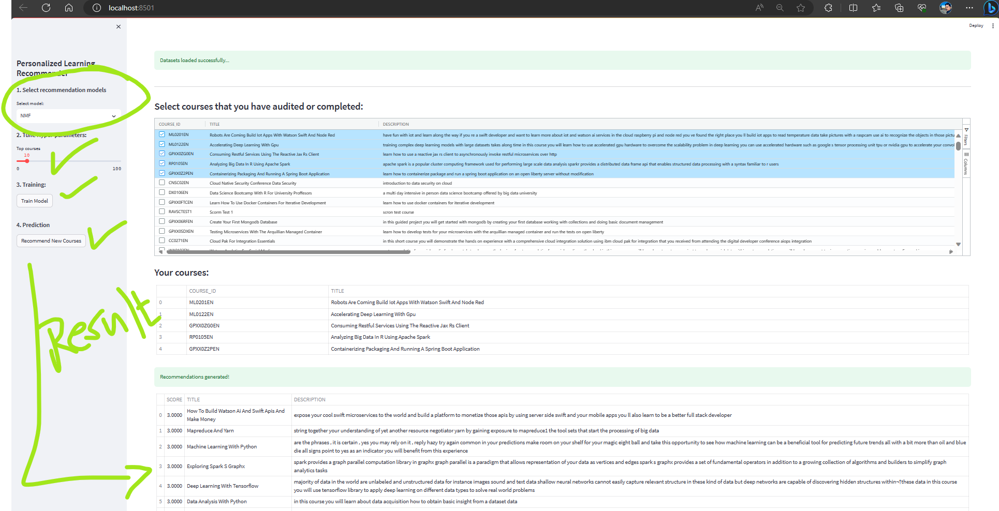 localhost:8501
Deploy
Personalized Learning
Recommender
1. Select recommendation models
Select model:
NMF
2. Tune Hyper-parameters:
Top courses
10
0 100
3. Training:
Train Model
4. Prediction
Recommend New Courses
Result
Datasets loaded successfully...
Select courses that you have audited or completed:
COURSE_ID TITLE DESCRIPTION
ML0201EN Robots Are Coming Build Iot Apps With Watson Swift And Node Red have fun with iot and learn along the way if you re a swift developer and want to learn more about iot and watson ai services in the cloud raspberry pi and node red you ve found the right place you ll build iot apps to read temperature data take pictures with a raspcam use ai to recognize the objects in those pictu
ML0122EN Accelerating Deep Learning With Gpu training complex deep learning models with large datasets takes along time in this course you will learn how to use accelerated gpu hardware to overcome the scalability problem in deep learning you can use accelerated hardware such as google s tensor processing unit tpu or nvidia gpu to accelerate your convol
GPXX0ZG0EN Consuming Restful Services Using The Reactive Jax Rs Client learn how to use a reactive jax rs client to asynchronously invoke restful microservices over http
RP0105EN Analyzing Big Data In R Using Apache Spark apache spark is a popular cluster computing framework used for performing large scale data analysis sparkr provides a distributed data frame api that enables structured data processing with a syntax familiar to r users
GPXX0Z2PEN Containerizing Packaging And Running A Spring Boot Application learn how to containerize package and run a spring boot application on an open liberty server without modification
CNSC02EN Cloud Native Security Conference Data Security introduction to data security on cloud
DX0106EN Data Science Bootcamp With R For University Proffesors a multi day intensive in person data science bootcamp offered by big data university
GPXX0FTCEN Learn How To Use Docker Containers For Iterative Development learn how to use docker containers for iterative development
RAVSCTEST1 Scorm Test 1 scron test course
GPXX06RFEN Create Your First Mongodb Database in this guided project you will get started with mongodb by creating your first database working with collections and doing basic document management
GPXX0SDXEN Testing Microservices With The Arquillian Managed Container learn how to develop tests for your microservices with the arquillian managed container and run the tests on open liberty
CC0271EN Cloud Pak For Integration Essentials in this short course you will demonstrate the hands on experience with a comprehensive cloud integration solution using ibm cloud pak for integration that you received from attending the digital developer conference aiops integration
Filters
Columns
Your courses:
COURSE_ID TITLE
0 ML0201EN Robots Are Coming Build Iot Apps With Watson Swift And Node Red
1 ML0122EN Accelerating Deep Learning With Gpu
2 GPXX0ZG0EN Consuming Restful Services Using The Reactive Jax Rs Client
3 RP0105EN Analyzing Big Data In R Using Apache Spark
4 GPXX0Z2PEN Containerizing Packaging And Running A Spring Boot Application
Recommendations generated!
SCORE TITLE DESCRIPTION
0 3.0000 How To Build Watson Ai And Swift Apis And
Make Money
expose your cool swift microservices to the world and build a platform to monetize those apis by using server side swift and your mobile apps you ll also learn to be a better full stack developer
1 3.0000 Mapreduce And Yarn string together your understanding of yet another resource negotiator yarn by gaining exposure to mapreduce1 the tool sets that start the processing of big data
2 3.0000 Machine Learning With Python are the phrases , it is certain , yes you may rely on it , reply hazy try again common in your predictions make room on your shelf for your magic eight ball and take this opportunity to see how machine learning can be a beneficial tool for predicting future trends all with a bit more than oil and blue
die all signs point to yes as an indicator you will benefit from this experience
3 3.0000 Exploring Spark S Graphx spark provides a graph parallel computation library in graphx graph parallel is a paradigm that allows representation of your data as vertices and edges spark s graphx provides a set of fundamental operators in addition to a growing collection of algorithms and builders to simplify graph
analytics tasks
4 3.0000 Deep Learning With Tensorflow majority of data in the world are unlabeled and unstructured data for instance images sound and text data shallow neural networks cannot easily capture relevant structure in these kind of data but deep networks are capable of discovering hidden structures within¬†these data in this course
you will use tensorflow library to apply deep learning on different data types to solve real world problems
5 3.0000 Data Analysis With Python in this course you will learn about data acquisition how to obtain basic insight from a dataset data